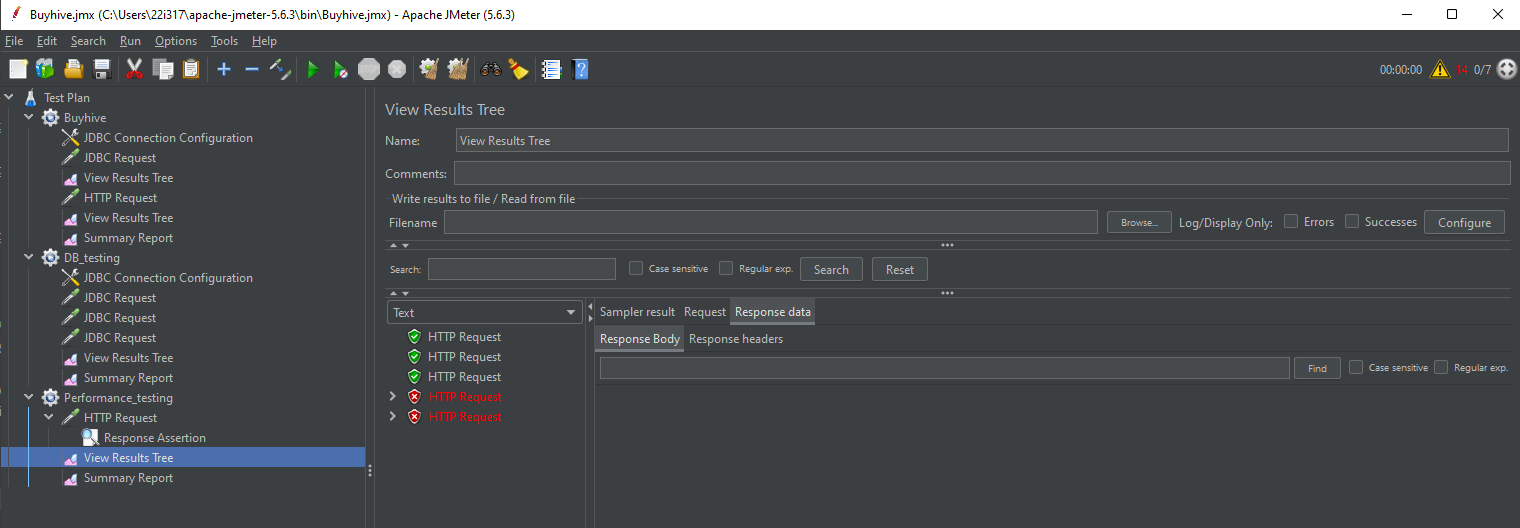 Buyhive.jmx (C:\Users\22i317\apache-jmeter-5.6.3\bin\Buyhive.jmx) - Apache JMeter (5.6.3)
File Edit Search Run Options Tools Help
STOP 00:00:00 14 0/7
Test Plan
Buyhive
JDBC Connection Configuration
JDBC Request
View Results Tree
HTTP Request
View Results Tree
Summary Report
DB_testing
JDBC Connection Configuration
JDBC Request
JDBC Request
JDBC Request
View Results Tree
Summary Report
Performance_testing
HTTP Request
Response Assertion
View Results Tree
Summary Report
View Results Tree
Name: View Results Tree
Comments:
Write results to file / Read from file
Filename Browse... Log/Display Only: Errors Successes Configure
Search: Case sensitive Regular exp. Search Reset
Text
HTTP Request
HTTP Request
HTTP Request
HTTP Request
HTTP Request
Sampler result Request Response data
Response Body Response headers
Find Case sensitive Regular exp.